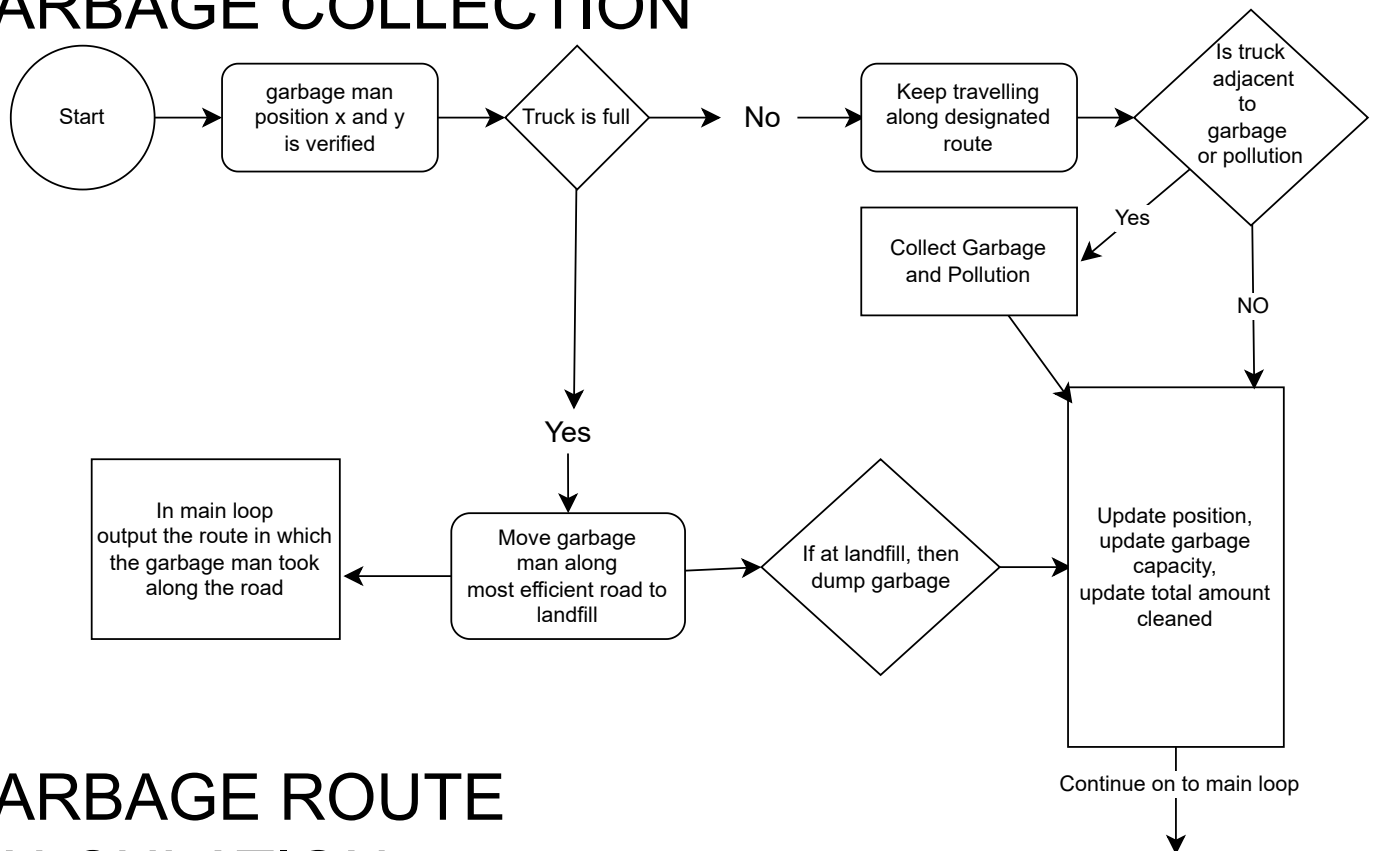 ARBAGE COLLECTION
Start
garbage man
position x and y
is verified
Truck is full
No
Keep travelling
along designated
route
Is truck
adjacent
to
garbage
or pollution
Yes
Collect Garbage
and Pollution
NO
Yes
In main loop
output the route in which
the garbage man took
along the road
Move garbage
man along
most efficient road to
landfill
If at landfill, then
dump garbage
Update position,
update garbage
capacity,
update total amount
cleaned
Continue on to main loop
ARBAGE ROUTE